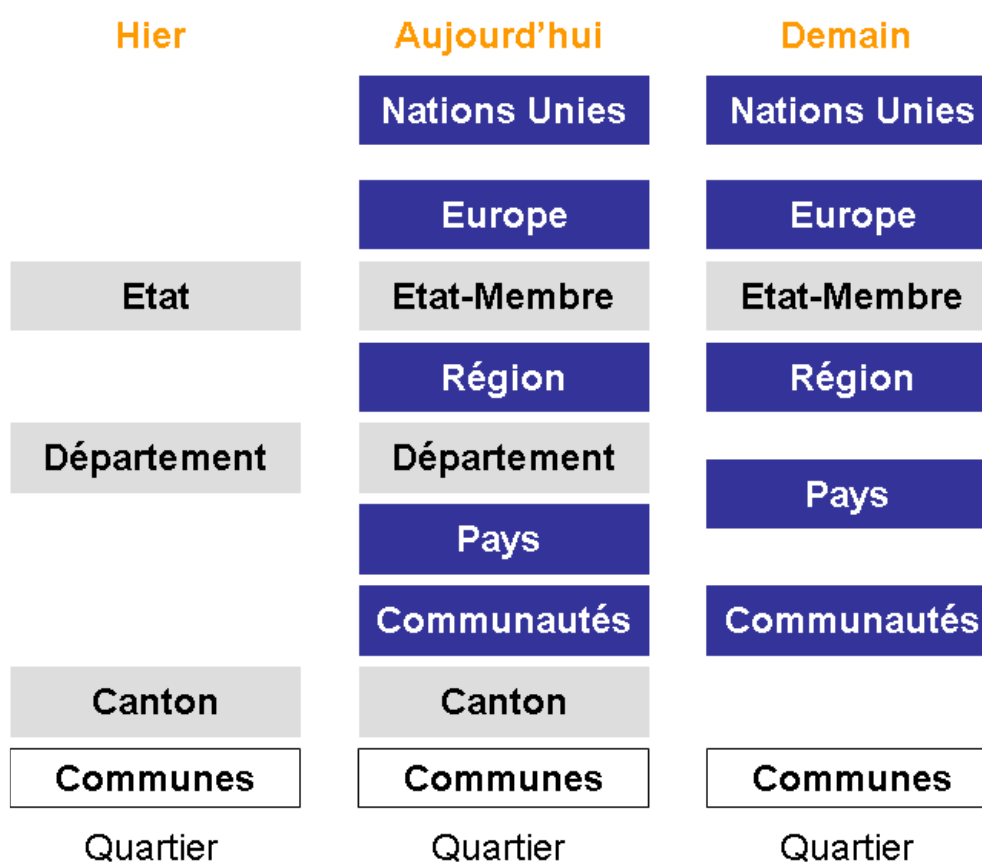 Hier Aujourd'hui Demain
Nations Unies Nations Unies
Europe Europe
Etat Etat-Membre Etat-Membre
Région Région
Département Département
Pays
Pays
Communautés Communautés
Canton Canton
Communes Communes Communes
Quartier Quartier Quartier